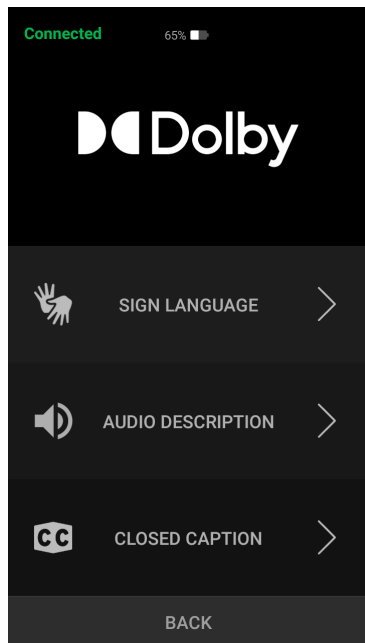 Connected
65%
Dolby
SIGN LANGUAGE
AUDIO DESCRIPTION
CC CLOSED CAPTION
BACK